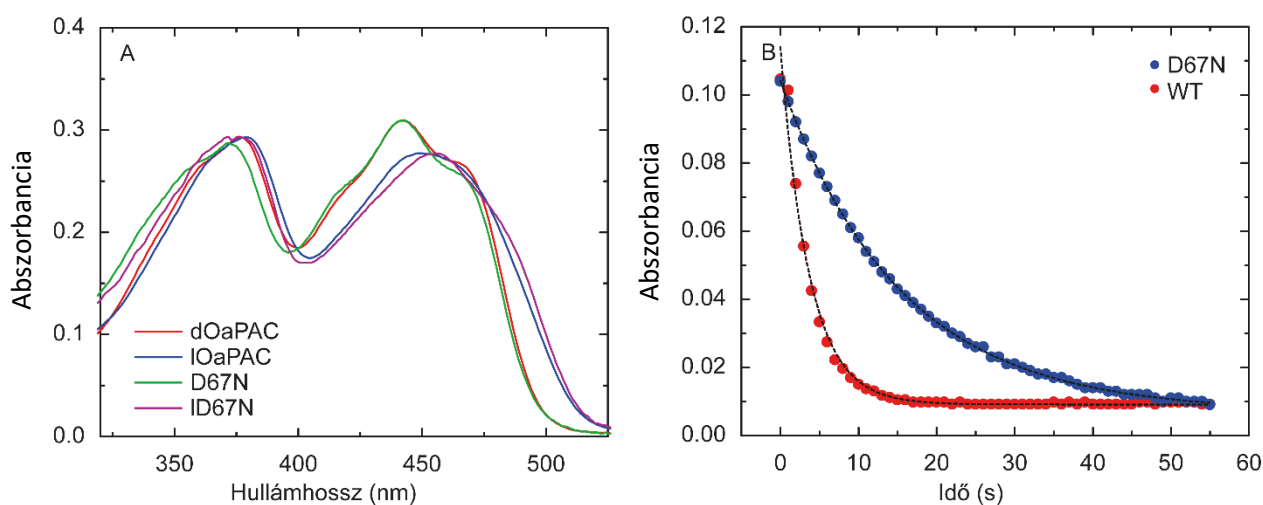 A
Abszorbancia
0.4
0.3
0.2
0.1
0.0
dOaPAC
lOaPAC
D67N
lD67N
350
400
450
500
Hullámhossz (nm)
B
Abszorbancia
0.12
0.10
0.08
0.06
0.04
0.02
0.00
D67N
WT
0
10
20
30
40
50
60
Idő (s)